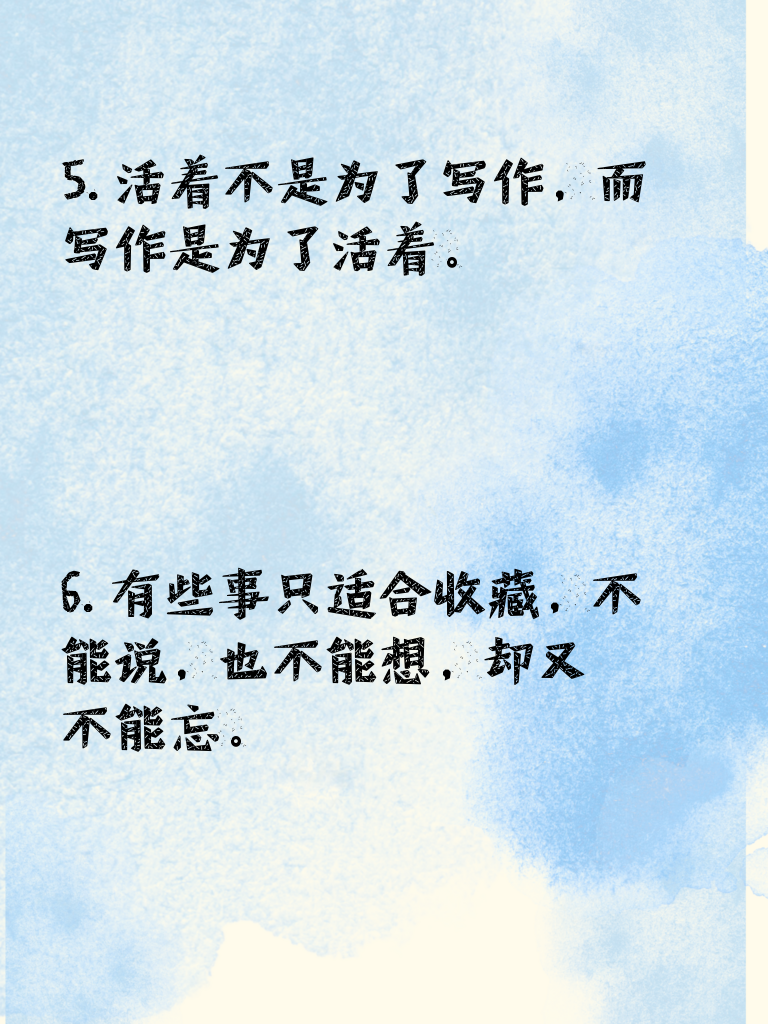 5. 活着不是为了写作，而
写作是为了活着。
6. 有些事只适合收藏，不
能说，也不能想，却又
不能忘。